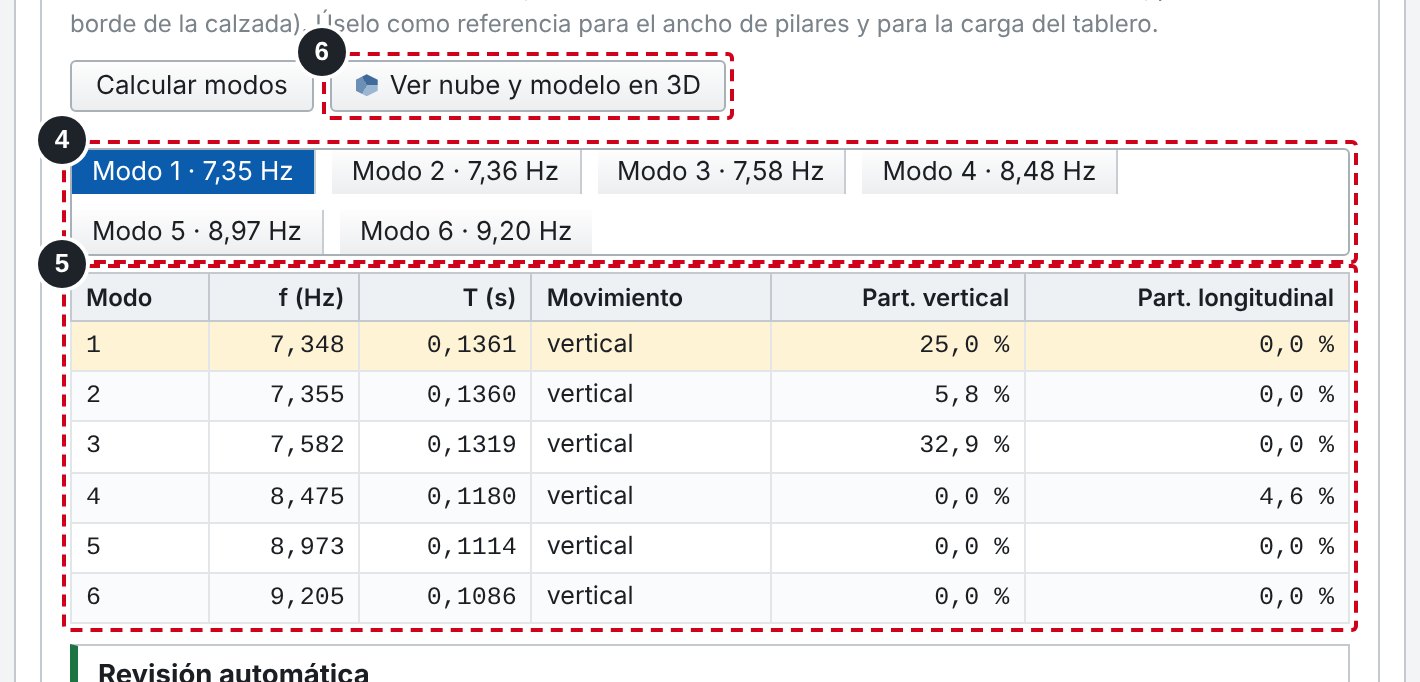 borde de la calzada). Úselo como referencia para el ancho de pilares y para la carga del tablero.
6
Calcular modos Ver nube y modelo en 3D
4
Modo 1 · 7,35 Hz Modo 2 · 7,36 Hz Modo 3 · 7,58 Hz Modo 4 · 8,48 Hz
Modo 5 · 8,97 Hz Modo 6 · 9,20 Hz
5
Modo f (Hz) T (s) Movimiento Part. vertical Part. longitudinal
1 7,348 0,1361 vertical 25,0 % 0,0 %
2 7,355 0,1360 vertical 5,8 % 0,0 %
3 7,582 0,1319 vertical 32,9 % 0,0 %
4 8,475 0,1180 vertical 0,0 % 4,6 %
5 8,973 0,1114 vertical 0,0 % 0,0 %
6 9,205 0,1086 vertical 0,0 % 0,0 %
Revisión automática